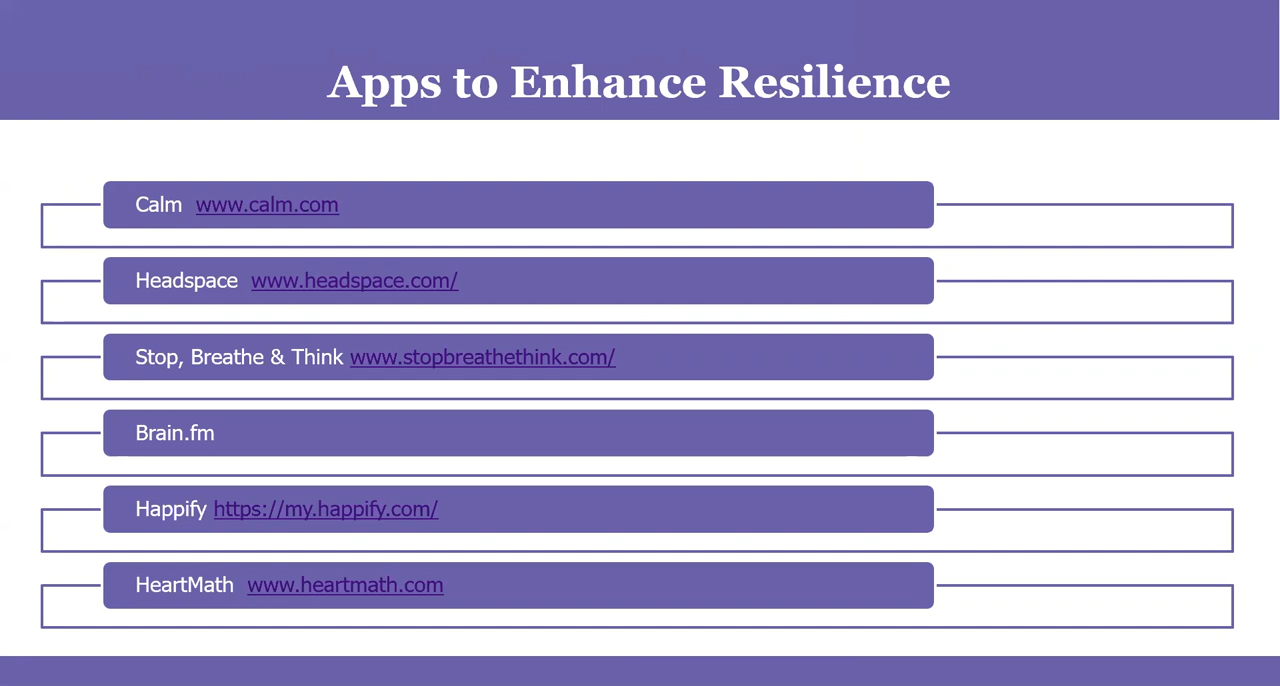 Apps to Enhance Resilience
Calm www.calm.com
Headspace www.headspace.com/
Stop, Breathe & Think www.stopbreathethink.com/
Brain.fm
Happify https://my.happify.com/
HeartMath www.heartmath.com